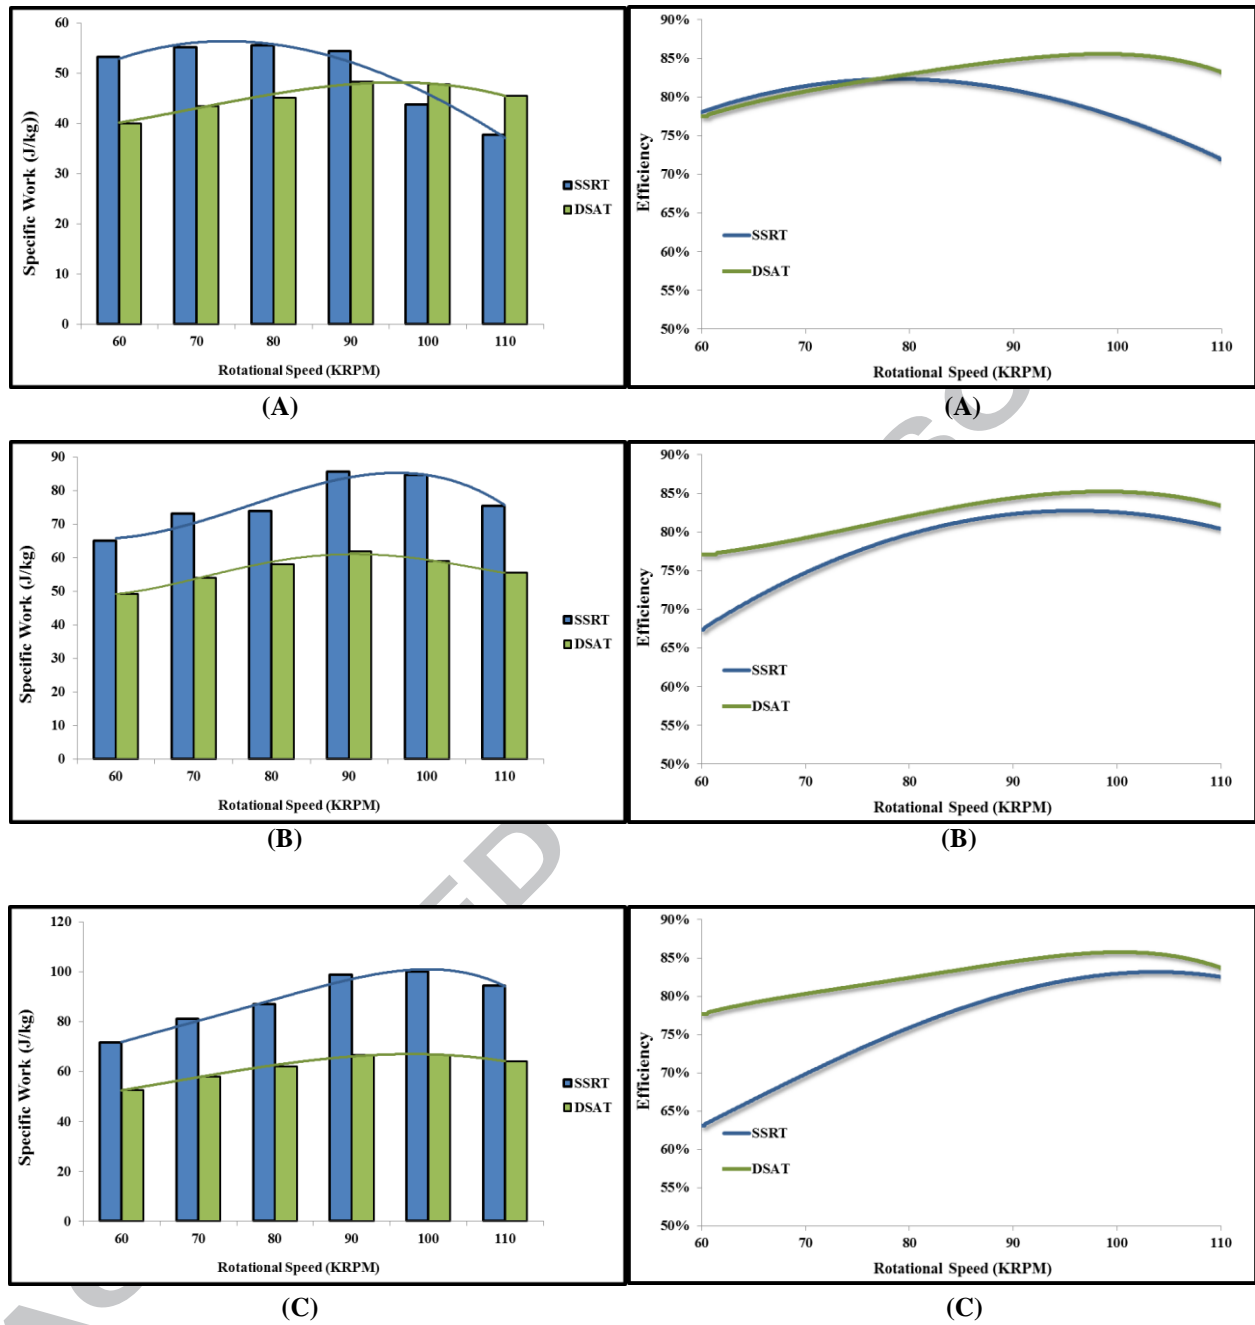 60
50
40
30
20
10
0
Specific Work (J/kg))
60 70 80 90 100 110
Rotational Speed (KRPM)
SSRT
DSAT
(A)
90%
85%
80%
75%
70%
65%
60%
55%
50%
Efficiency
SSRT
DSAT
60 70 80 90 100 110
Rotational Speed (KRPM)
(A)
90
80
70
60
50
40
30
20
10
0
Specific Work (J/kg)
60 70 80 90 100 110
Rotational Speed (KRPM)
SSRT
DSAT
(B)
90%
85%
80%
75%
70%
65%
60%
55%
50%
Efficiency
SSRT
DSAT
60 70 80 90 100 110
Rotational Speed (KRPM)
(B)
120
100
80
60
40
20
0
Specific Work (J/kg)
60 70 80 90 100 110
Rotational Speed (KRPM)
SSRT
DSAT
(C)
90%
85%
80%
75%
70%
65%
60%
55%
50%
Efficiency
SSRT
DSAT
60 70 80 90 100 110
Rotational Speed (KRPM)
(C)